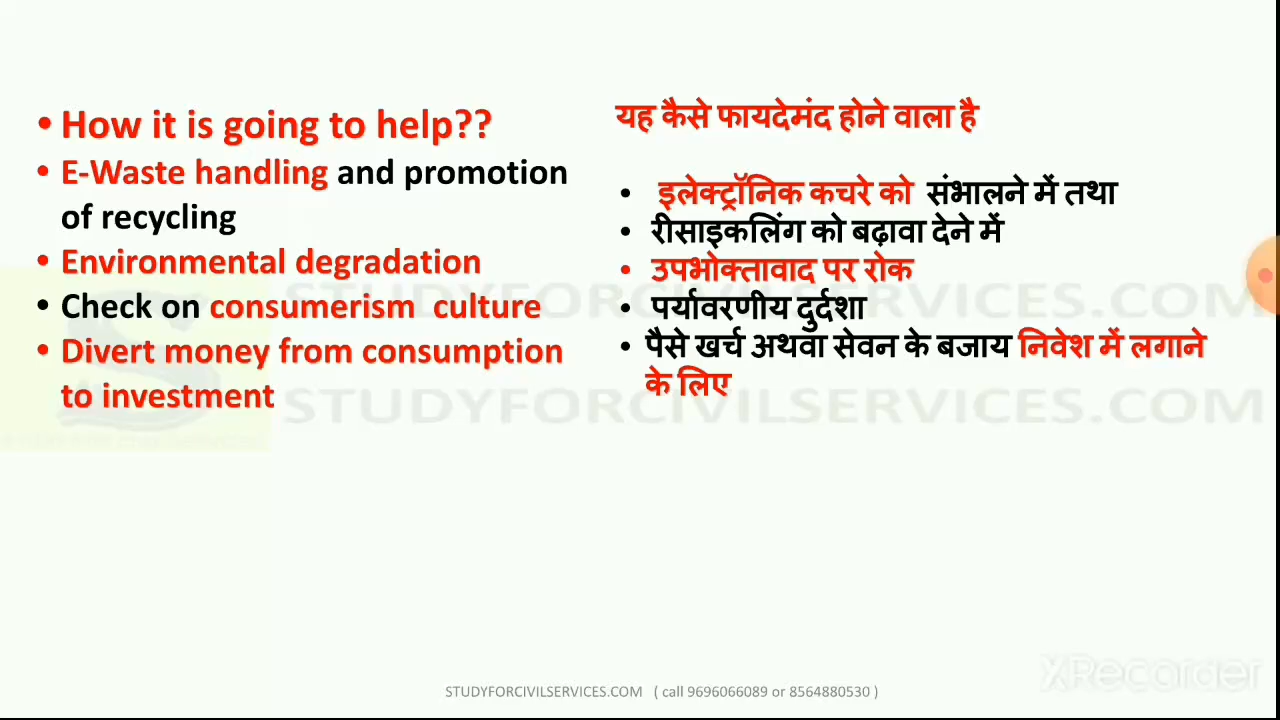 • How it is going to help??
• E-Waste handling and promotion
of recycling
• Environmental degradation
• Check on consumerism culture
• Divert money from consumption
to investment
यह कैसे फायदेमंद होने वाला है
• इलेक्ट्रॉनिक कचरे को संभालने में तथा
• रीसाइकलिंग को बढ़ावा देने में
• उपभोक्तावाद पर रोक
• पर्यावरणीय दुर्दशा
• पैसे खर्च अथवा सेवन के बजाय निवेश में लगाने
के लिए
STUDYFORCIVILSERVICES.COM
STUDYFORCIVILSERVICES.COM
STUDYFORCIVILSERVICES.COM ( call 9696066089 or 8564880530 )
XRecorder